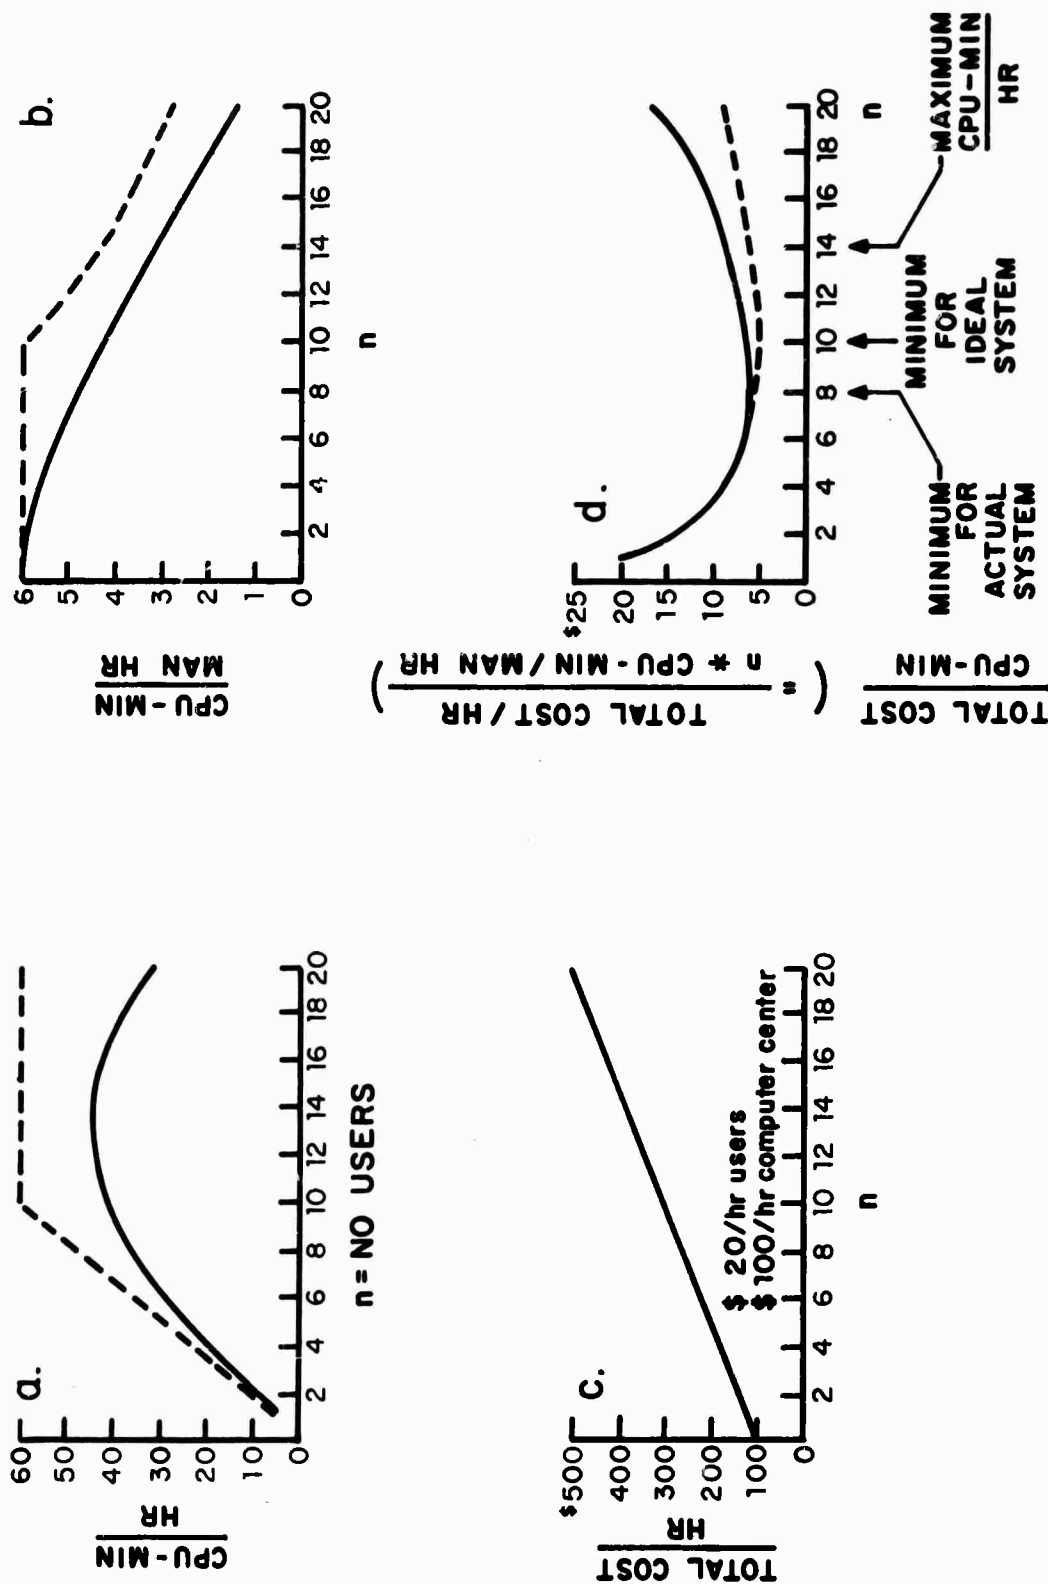 a.
CPU-MIN
HR
60
50
40
30
20
10
0
2 4 6 8 10 12 14 16 18 20
n = NO USERS
b.
CPU-MIN
MAN HR
6
5
4
3
2
1
0
2 4 6 8 10 12 14 16 18 20
n
c.
TOTAL COST
HR
$500
400
300
200
100
0
$ 20/hr users
$ 100/hr computer center
2 4 6 8 10 12 14 16 18 20
n
d.
TOTAL COST
CPU-MIN
( = TOTAL COST / HR
n * CPU-MIN / MAN HR )
$25
20
15
10
5
0
2 4 6 8 10 12 14 16 18 20
n
MINIMUM
FOR
ACTUAL
SYSTEM
MINIMUM
FOR
IDEAL
SYSTEM
MAXIMUM
CPU-MIN
HR